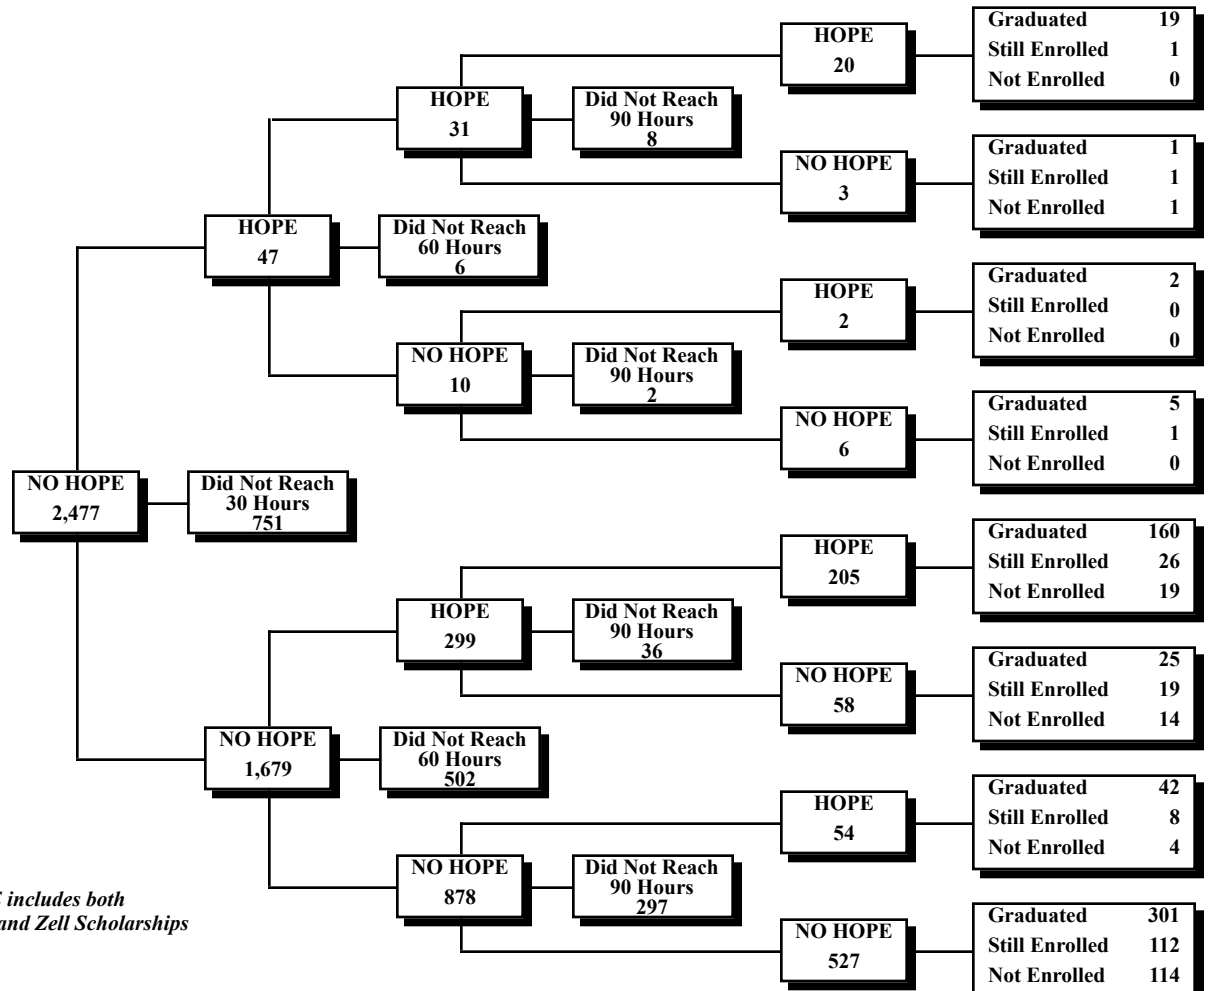 Graduated 19
HOPE
Still Enrolled 1
20
Not Enrolled 0
HOPE
31
Did Not Reach
90 Hours
8
Graduated 1
NO HOPE
Still Enrolled 1
3
Not Enrolled 1
HOPE
47
Did Not Reach
60 Hours
6
Graduated 2
HOPE
Still Enrolled 0
2
Not Enrolled 0
NO HOPE
10
Did Not Reach
90 Hours
2
Graduated 5
NO HOPE
Still Enrolled 1
6
Not Enrolled 0
NO HOPE
2,477
Did Not Reach
30 Hours
751
Graduated 160
HOPE
Still Enrolled 26
205
Not Enrolled 19
HOPE
299
Did Not Reach
90 Hours
36
Graduated 25
NO HOPE
Still Enrolled 19
58
Not Enrolled 14
NO HOPE
1,679
Did Not Reach
60 Hours
502
Graduated 42
HOPE
Still Enrolled 8
54
Not Enrolled 4
NO HOPE
878
Did Not Reach
90 Hours
297
includes both
and Zell Scholarships
Graduated 301
NO HOPE
Still Enrolled 112
527
Not Enrolled 114